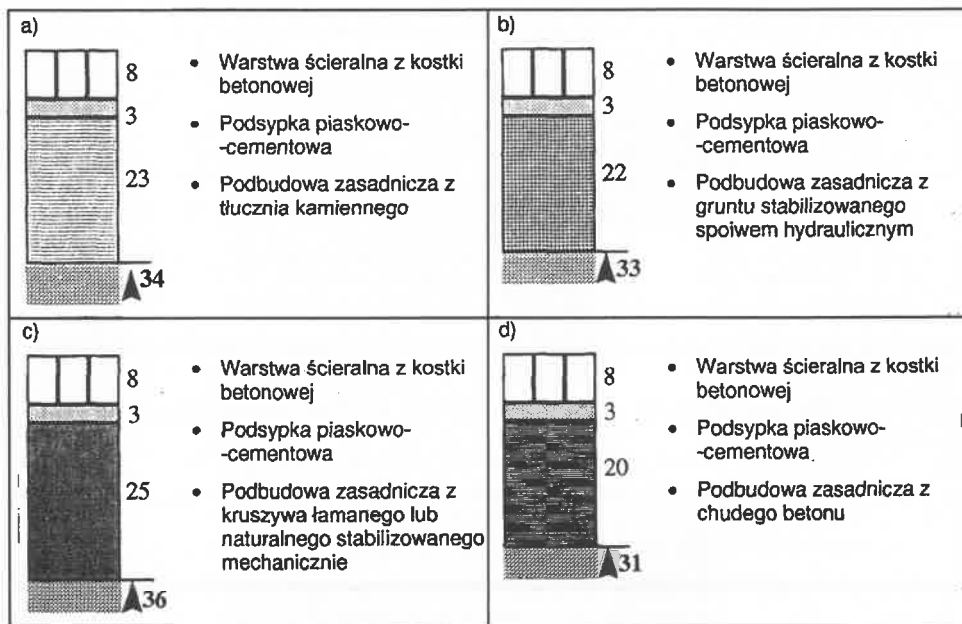 a)
8
3
23
34
• Warstwa ścieralna z kostki
betonowej
• Podsypka piaskowo-
-cementowa
• Podbudowa zasadnicza z
tłucznia kamiennego
b)
8
3
22
33
• Warstwa ścieralna z kostki
betonowej
• Podsypka piaskowo-
-cementowa
• Podbudowa zasadnicza z
gruntu stabilizowanego
spoiwem hydraulicznym
c)
8
3
25
36
• Warstwa ścieralna z kostki
betonowej
• Podsypka piaskowo-
-cementowa
• Podbudowa zasadnicza z
kruszywa łamanego lub
naturalnego stabilizowanego
mechanicznie
d)
8
3
20
31
• Warstwa ścieralna z kostki
betonowej
• Podsypka piaskowo-
-cementowa
• Podbudowa zasadnicza z
chudego betonu